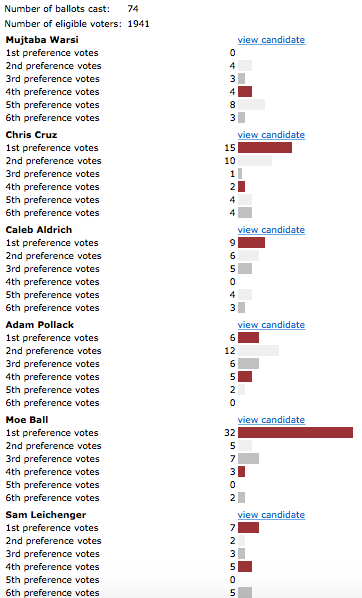 Number of ballots cast: 74
Number of eligible voters: 1941
Mujtaba Warsi view candidate
1st preference votes 0
2nd preference votes 4
3rd preference votes 3
4th preference votes 4
5th preference votes 8
6th preference votes 3
Chris Cruz view candidate
1st preference votes 15
2nd preference votes 10
3rd preference votes 1
4th preference votes 2
5th preference votes 4
6th preference votes 4
Caleb Aldrich view candidate
1st preference votes 9
2nd preference votes 6
3rd preference votes 5
4th preference votes 0
5th preference votes 4
6th preference votes 3
Adam Pollack view candidate
1st preference votes 6
2nd preference votes 12
3rd preference votes 6
4th preference votes 5
5th preference votes 2
6th preference votes 0
Moe Ball view candidate
1st preference votes 32
2nd preference votes 5
3rd preference votes 7
4th preference votes 3
5th preference votes 0
6th preference votes 2
Sam Leichenger view candidate
1st preference votes 7
2nd preference votes 2
3rd preference votes 3
4th preference votes 5
5th preference votes 0
6th preference votes 5